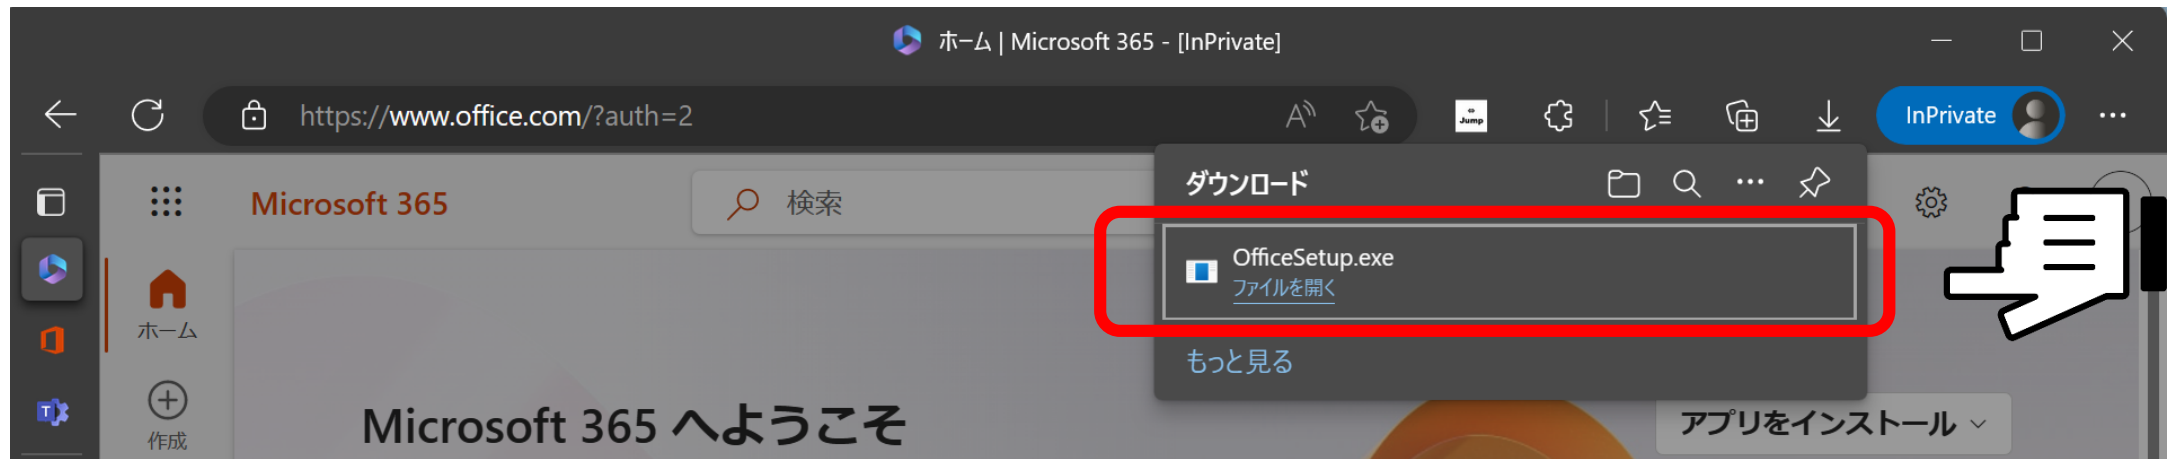 ホーム | Microsoft 365 - [InPrivate]
https://www.office.com/?auth=2
Jump
InPrivate
Microsoft 365
検索
ダウンロード
OfficeSetup.exe
ファイルを開く
もっと見る
ホーム
作成
Microsoft 365 へようこそ
アプリをインストール